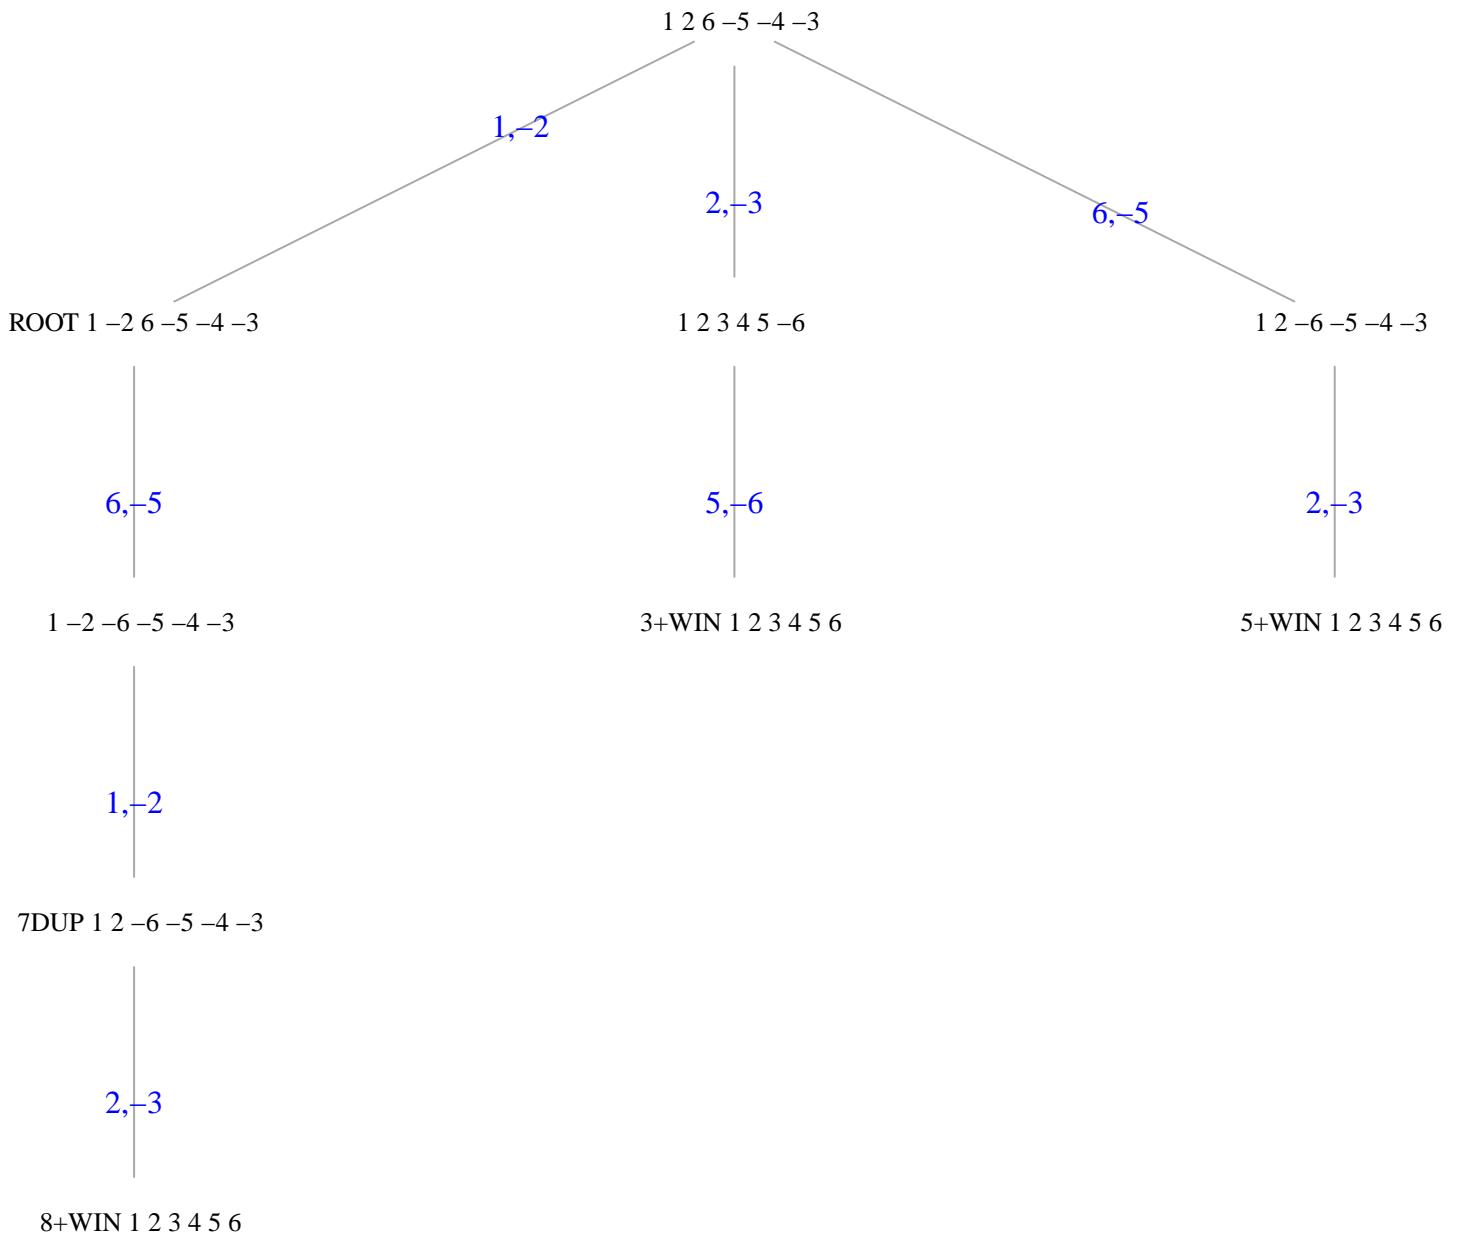 1 2 6 –5 –4 –3
1,–2
2,–3
6,–5
ROOT 1 –2 6 –5 –4 –3
1 2 3 4 5 –6
1 2 –6 –5 –4 –3
6,–5
5,–6
2,–3
1 –2 –6 –5 –4 –3
3+WIN 1 2 3 4 5 6
5+WIN 1 2 3 4 5 6
1,–2
7DUP 1 2 –6 –5 –4 –3
2,–3
8+WIN 1 2 3 4 5 6